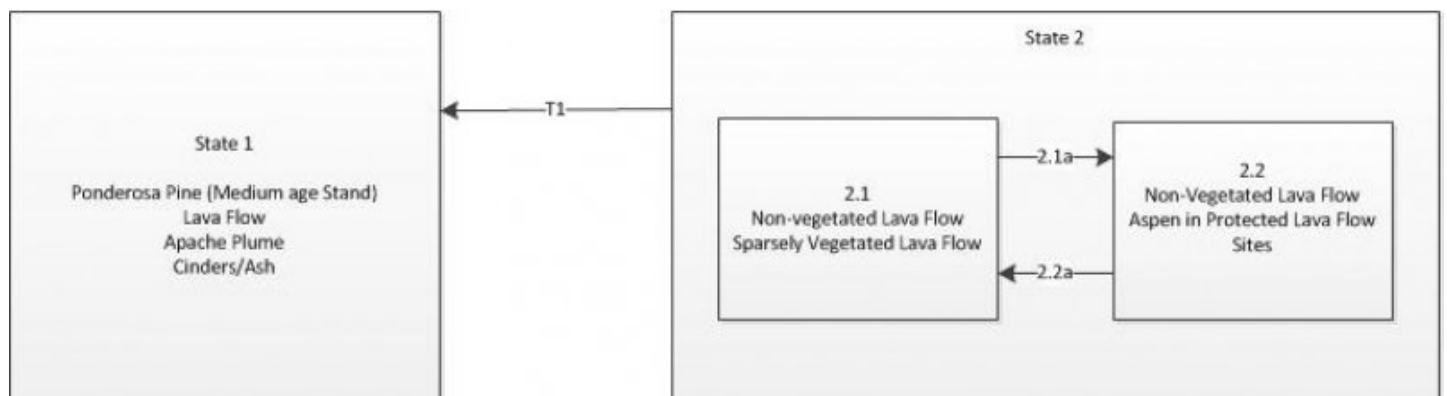 State 1
Ponderosa Pine (Medium age Stand)
Lava Flow
Apache Plume
Cinders/Ash
T1
State 2
2.1
Non-vegetated Lava Flow
Sparsely Vegetated Lava Flow
2.1a
2.2a
2.2
Non-Vegetated Lava Flow
Aspen in Protected Lava Flow
Sites